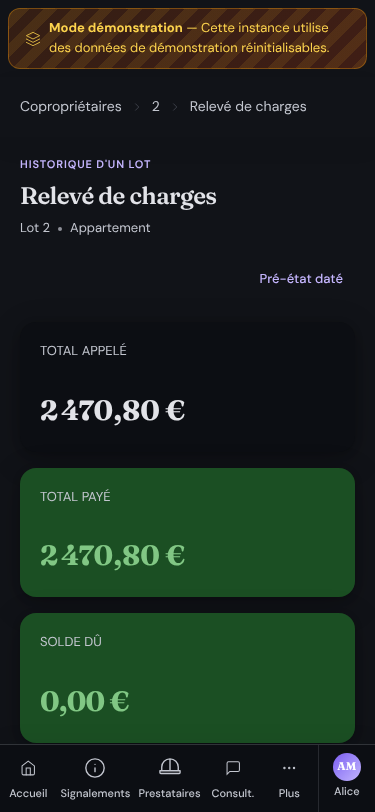 Mode démonstration — Cette instance utilise
des données de démonstration réinitialisables.
Copropriétaires > 2 > Relevé de charges
HISTORIQUE D'UN LOT
Relevé de charges
Lot 2 • Appartement
Pré-état daté
TOTAL APPELÉ
2 470,80 €
TOTAL PAYÉ
2 470,80 €
SOLDE DÛ
0,00 €
AM
Accueil Signalements Prestataires Consult. Plus Alice